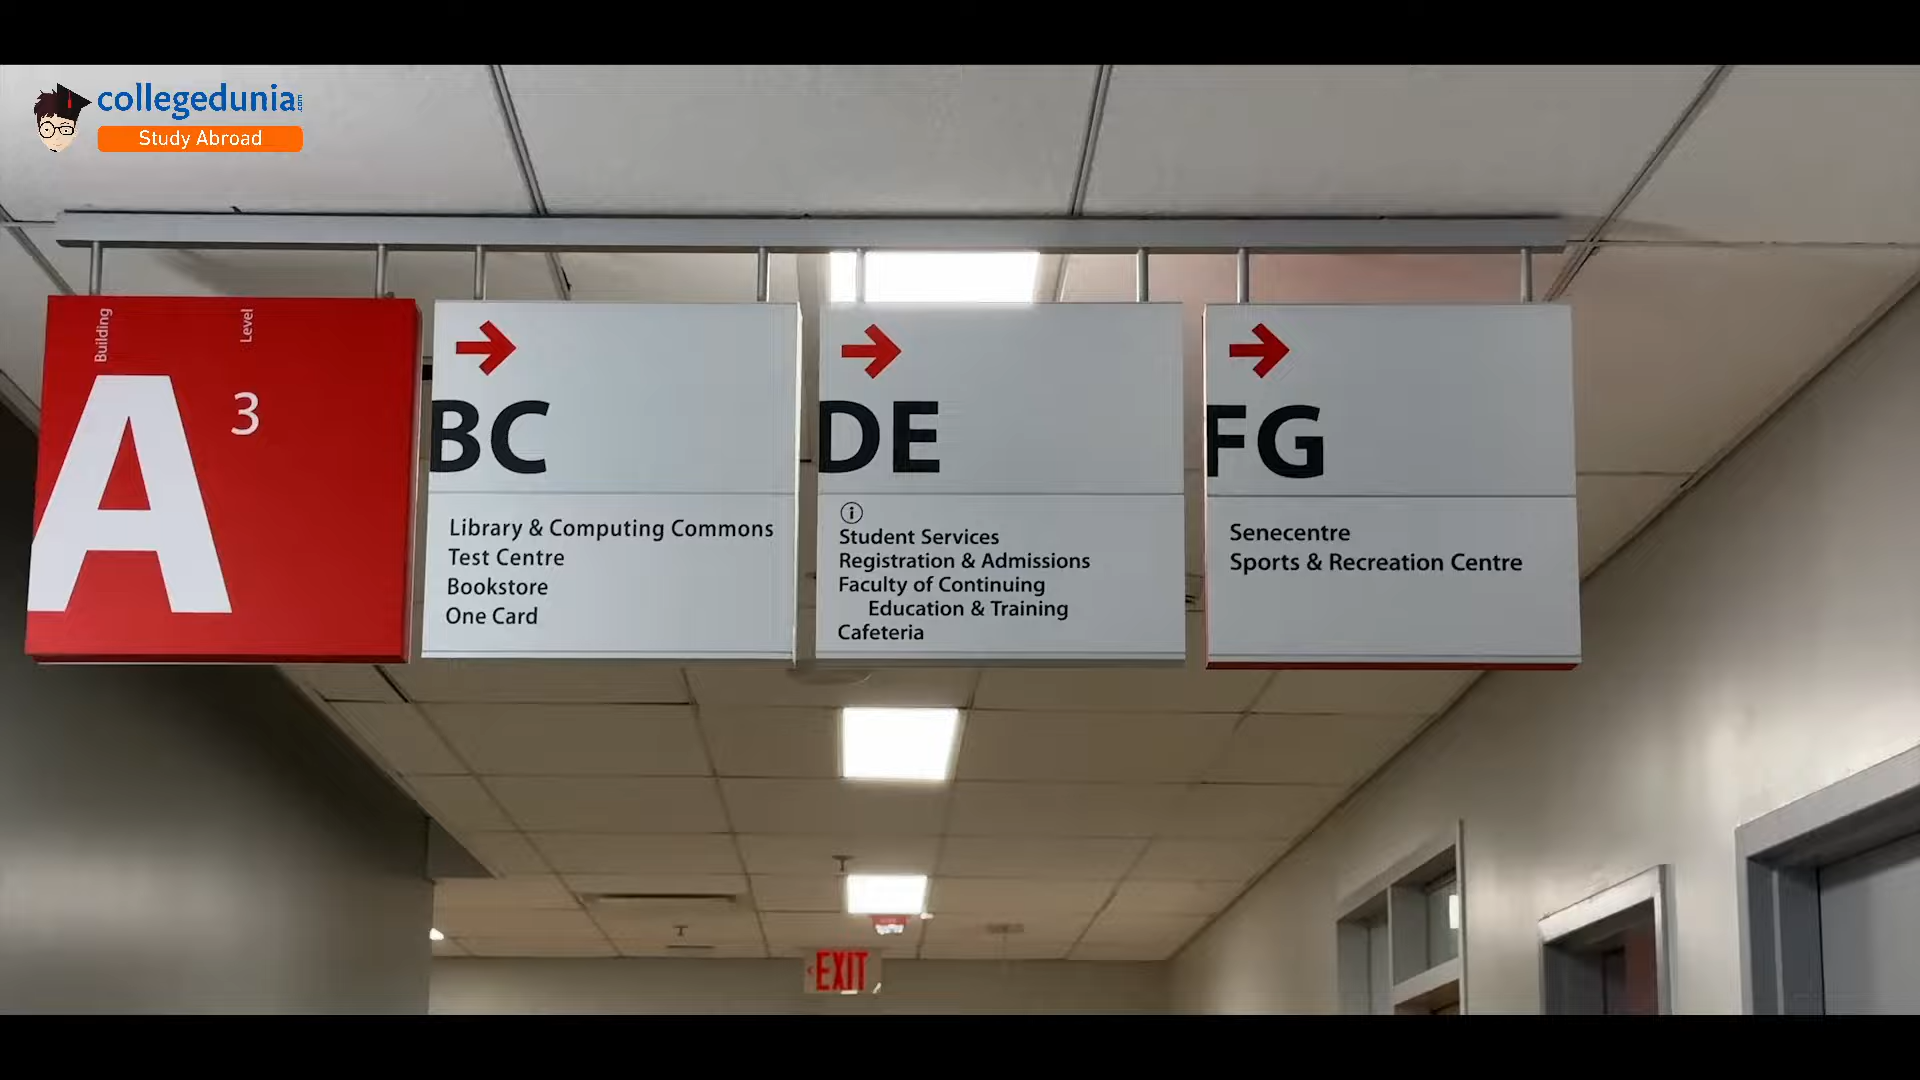 collegedunia.com
Study Abroad
Building
Level
A
3
BC
Library & Computing Commons
Test Centre
Bookstore
One Card
DE
i
Student Services
Registration & Admissions
Faculty of Continuing
Education & Training
Cafeteria
FG
Senecentre
Sports & Recreation Centre
EXIT